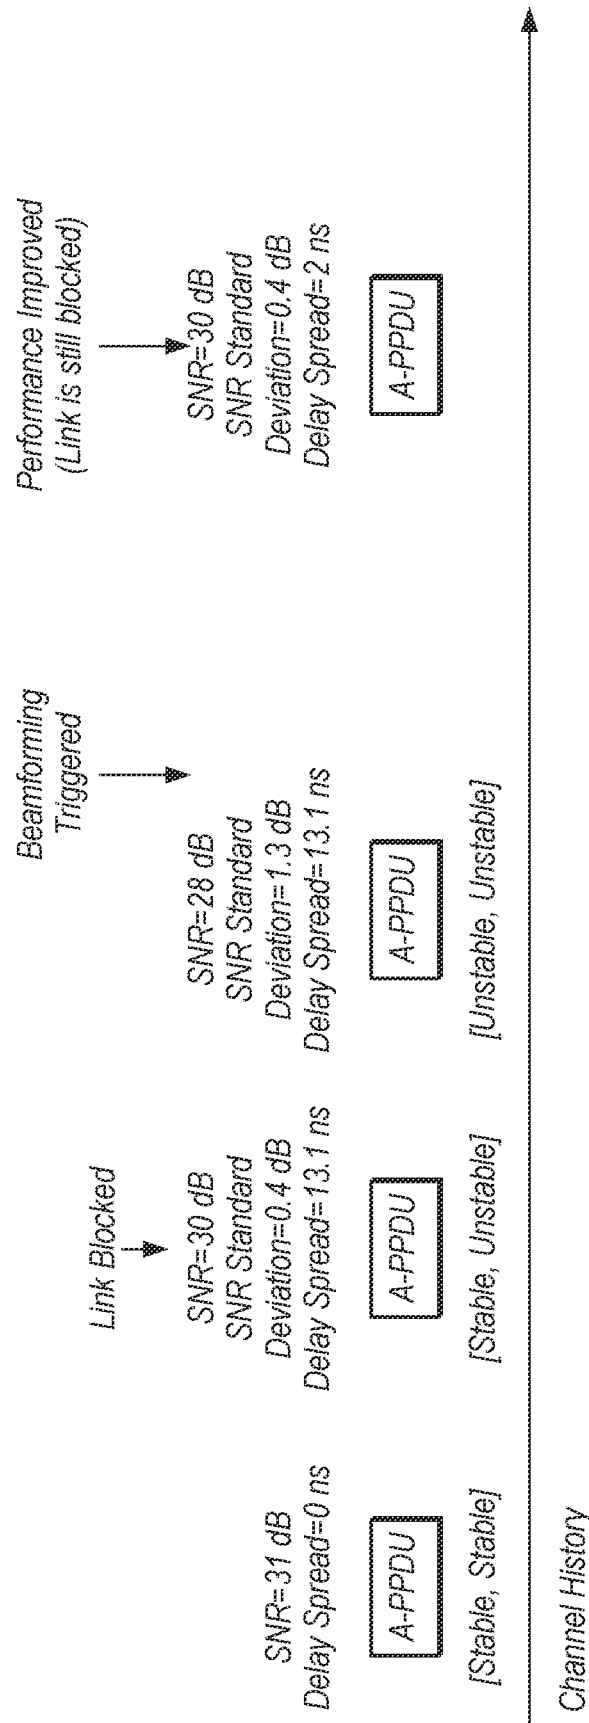 SNR=31 dB
Delay Spread=0 ns
A-PPDU
[Stable, Stable]
Link Blocked
SNR=30 dB
SNR Standard
Deviation=0.4 dB
Delay Spread=13.1 ns
A-PPDU
[Stable, Unstable]
Beamforming
Triggered
SNR=28 dB
SNR Standard
Deviation=1.3 dB
Delay Spread=13.1 ns
A-PPDU
[Unstable, Unstable]
Performance Improved
(Link is still blocked)
SNR=30 dB
SNR Standard
Deviation=0.4 dB
Delay Spread=2 ns
A-PPDU
Channel History